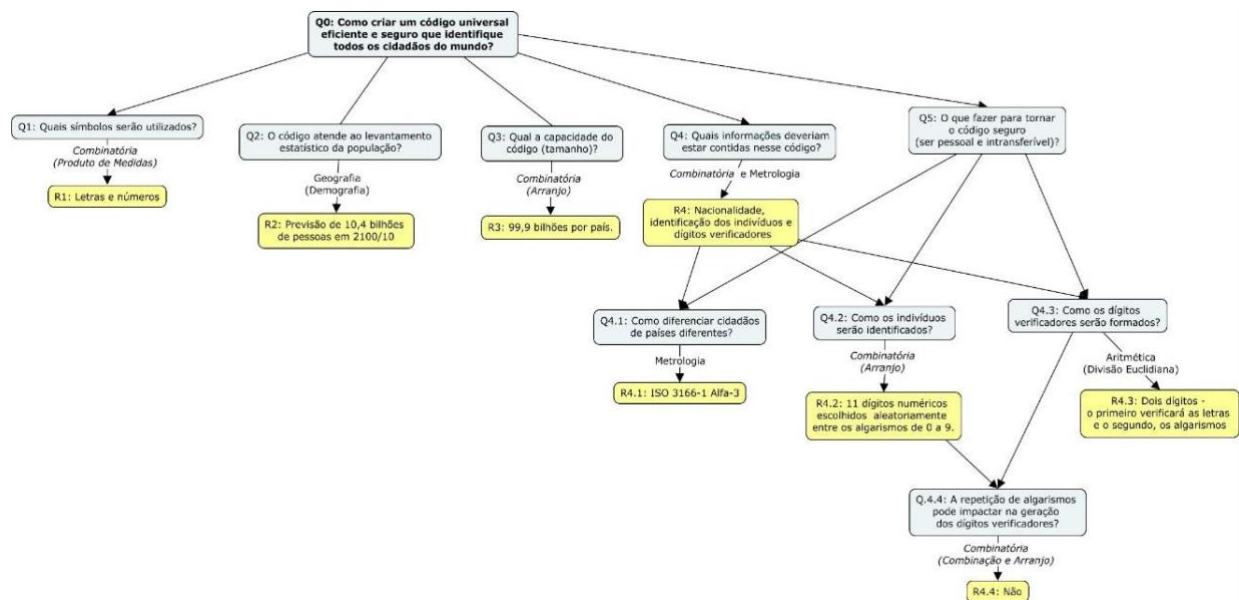 Q0: Como criar um código universal
eficiente e seguro que identifique
todos os cidadãos do mundo?
Q1: Quais símbolos serão utilizados?
Combinatória
(Produto de Medidas)
R1: Letras e números
Q2: O código atende ao levantamento
estatístico da população?
Geografia
(Demografia)
R2: Previsão de 10,4 bilhões
de pessoas em 2100/10
Q3: Qual a capacidade do
código (tamanho)?
Combinatória
(Arranjo)
R3: 99,9 bilhões por país.
Q4: Quais informações deveriam
estar contidas nesse código?
Combinatória e Metrologia
R4: Nacionalidade,
identificação dos indivíduos e
dígitos verificadores
Q5: O que fazer para tornar
o código seguro
(ser pessoal e intransferível)?
Q4.1: Como diferenciar cidadãos
de países diferentes?
Metrologia
R4.1: ISO 3166-1 Alfa-3
Q4.2: Como os indivíduos
serão identificados?
Combinatória
(Arranjo)
R4.2: 11 dígitos numéricos
escolhidos aleatoriamente
entre os algarismos de 0 a 9.
Q4.3: Como os dígitos
verificadores serão formados?
Aritmética
(Divisão Euclidiana)
R4.3: Dois dígitos -
o primeiro verificará as letras
e o segundo, os algarismos
Q.4.4: A repetição de algarismos
pode impactar na geração
dos dígitos verificadores?
Combinatória
(Combinação e Arranjo)
R4.4: Não